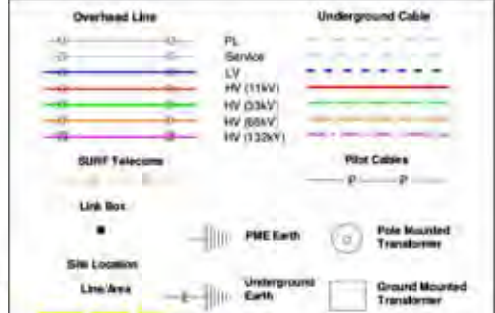 Overhead Line
Underground Cable
PL
Service
LV
HV (11kV)
HV (33kV)
HV (66kV)
HV (132kV)
SURF Telecoms
Pilot Cables
P P
Link Box
PME Earth
Pole Mounted
Transformer
Site Location
Line/Area
Underground
Earth
Ground Mounted
Transformer